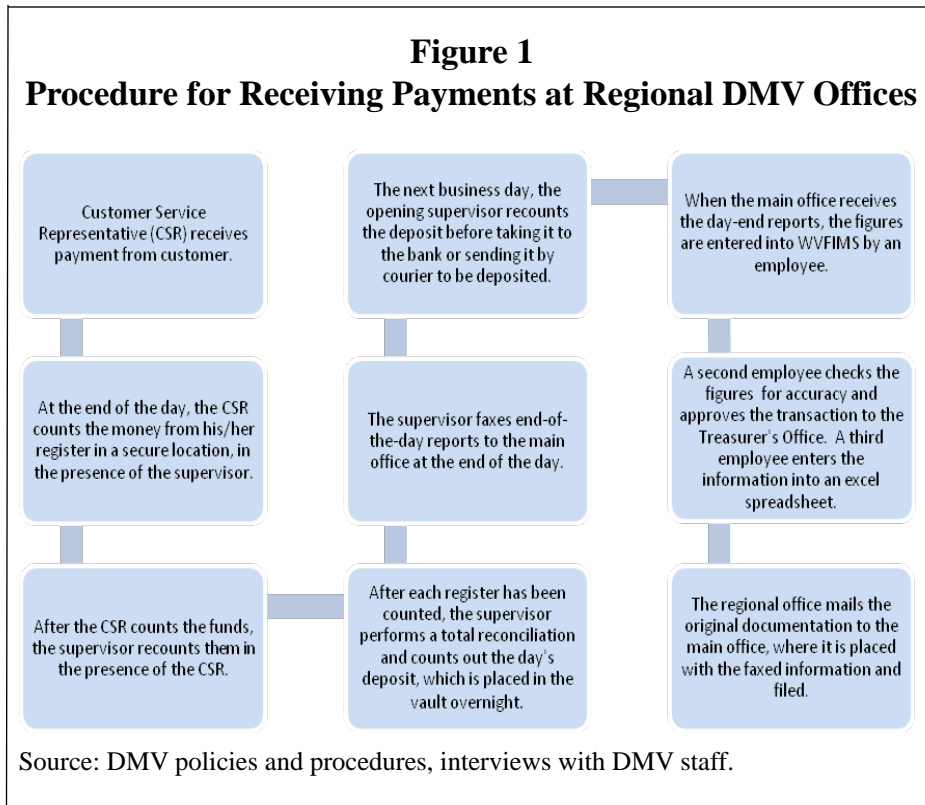 Figure 1
Procedure for Receiving Payments at Regional DMV Offices
Customer Service
Representative (CSR) receives
payment from customer.
At the end of the day, the CSR
counts the money from his/her
register in a secure location, in
the presence of the supervisor.
After the CSR counts the funds,
the supervisor recounts them in
the presence of the CSR.
After each register has been
counted, the supervisor
performs a total reconciliation
and counts out the day's
deposit, which is placed in the
vault overnight.
The supervisor faxes end-of-
the-day reports to the main
office at the end of the day.
The next business day, the
opening supervisor recounts
the deposit before taking it to
the bank or sending it by
courier to be deposited.
When the main office receives
the day-end reports, the figures
are entered into WVFIMS by an
employee.
A second employee checks the
figures for accuracy and
approves the transaction to the
Treasurer's Office. A third
employee enters the
information into an excel
spreadsheet.
The regional office mails the
original documentation to the
main office, where it is placed
with the faxed information and
filed.
Source: DMV policies and procedures, interviews with DMV staff.